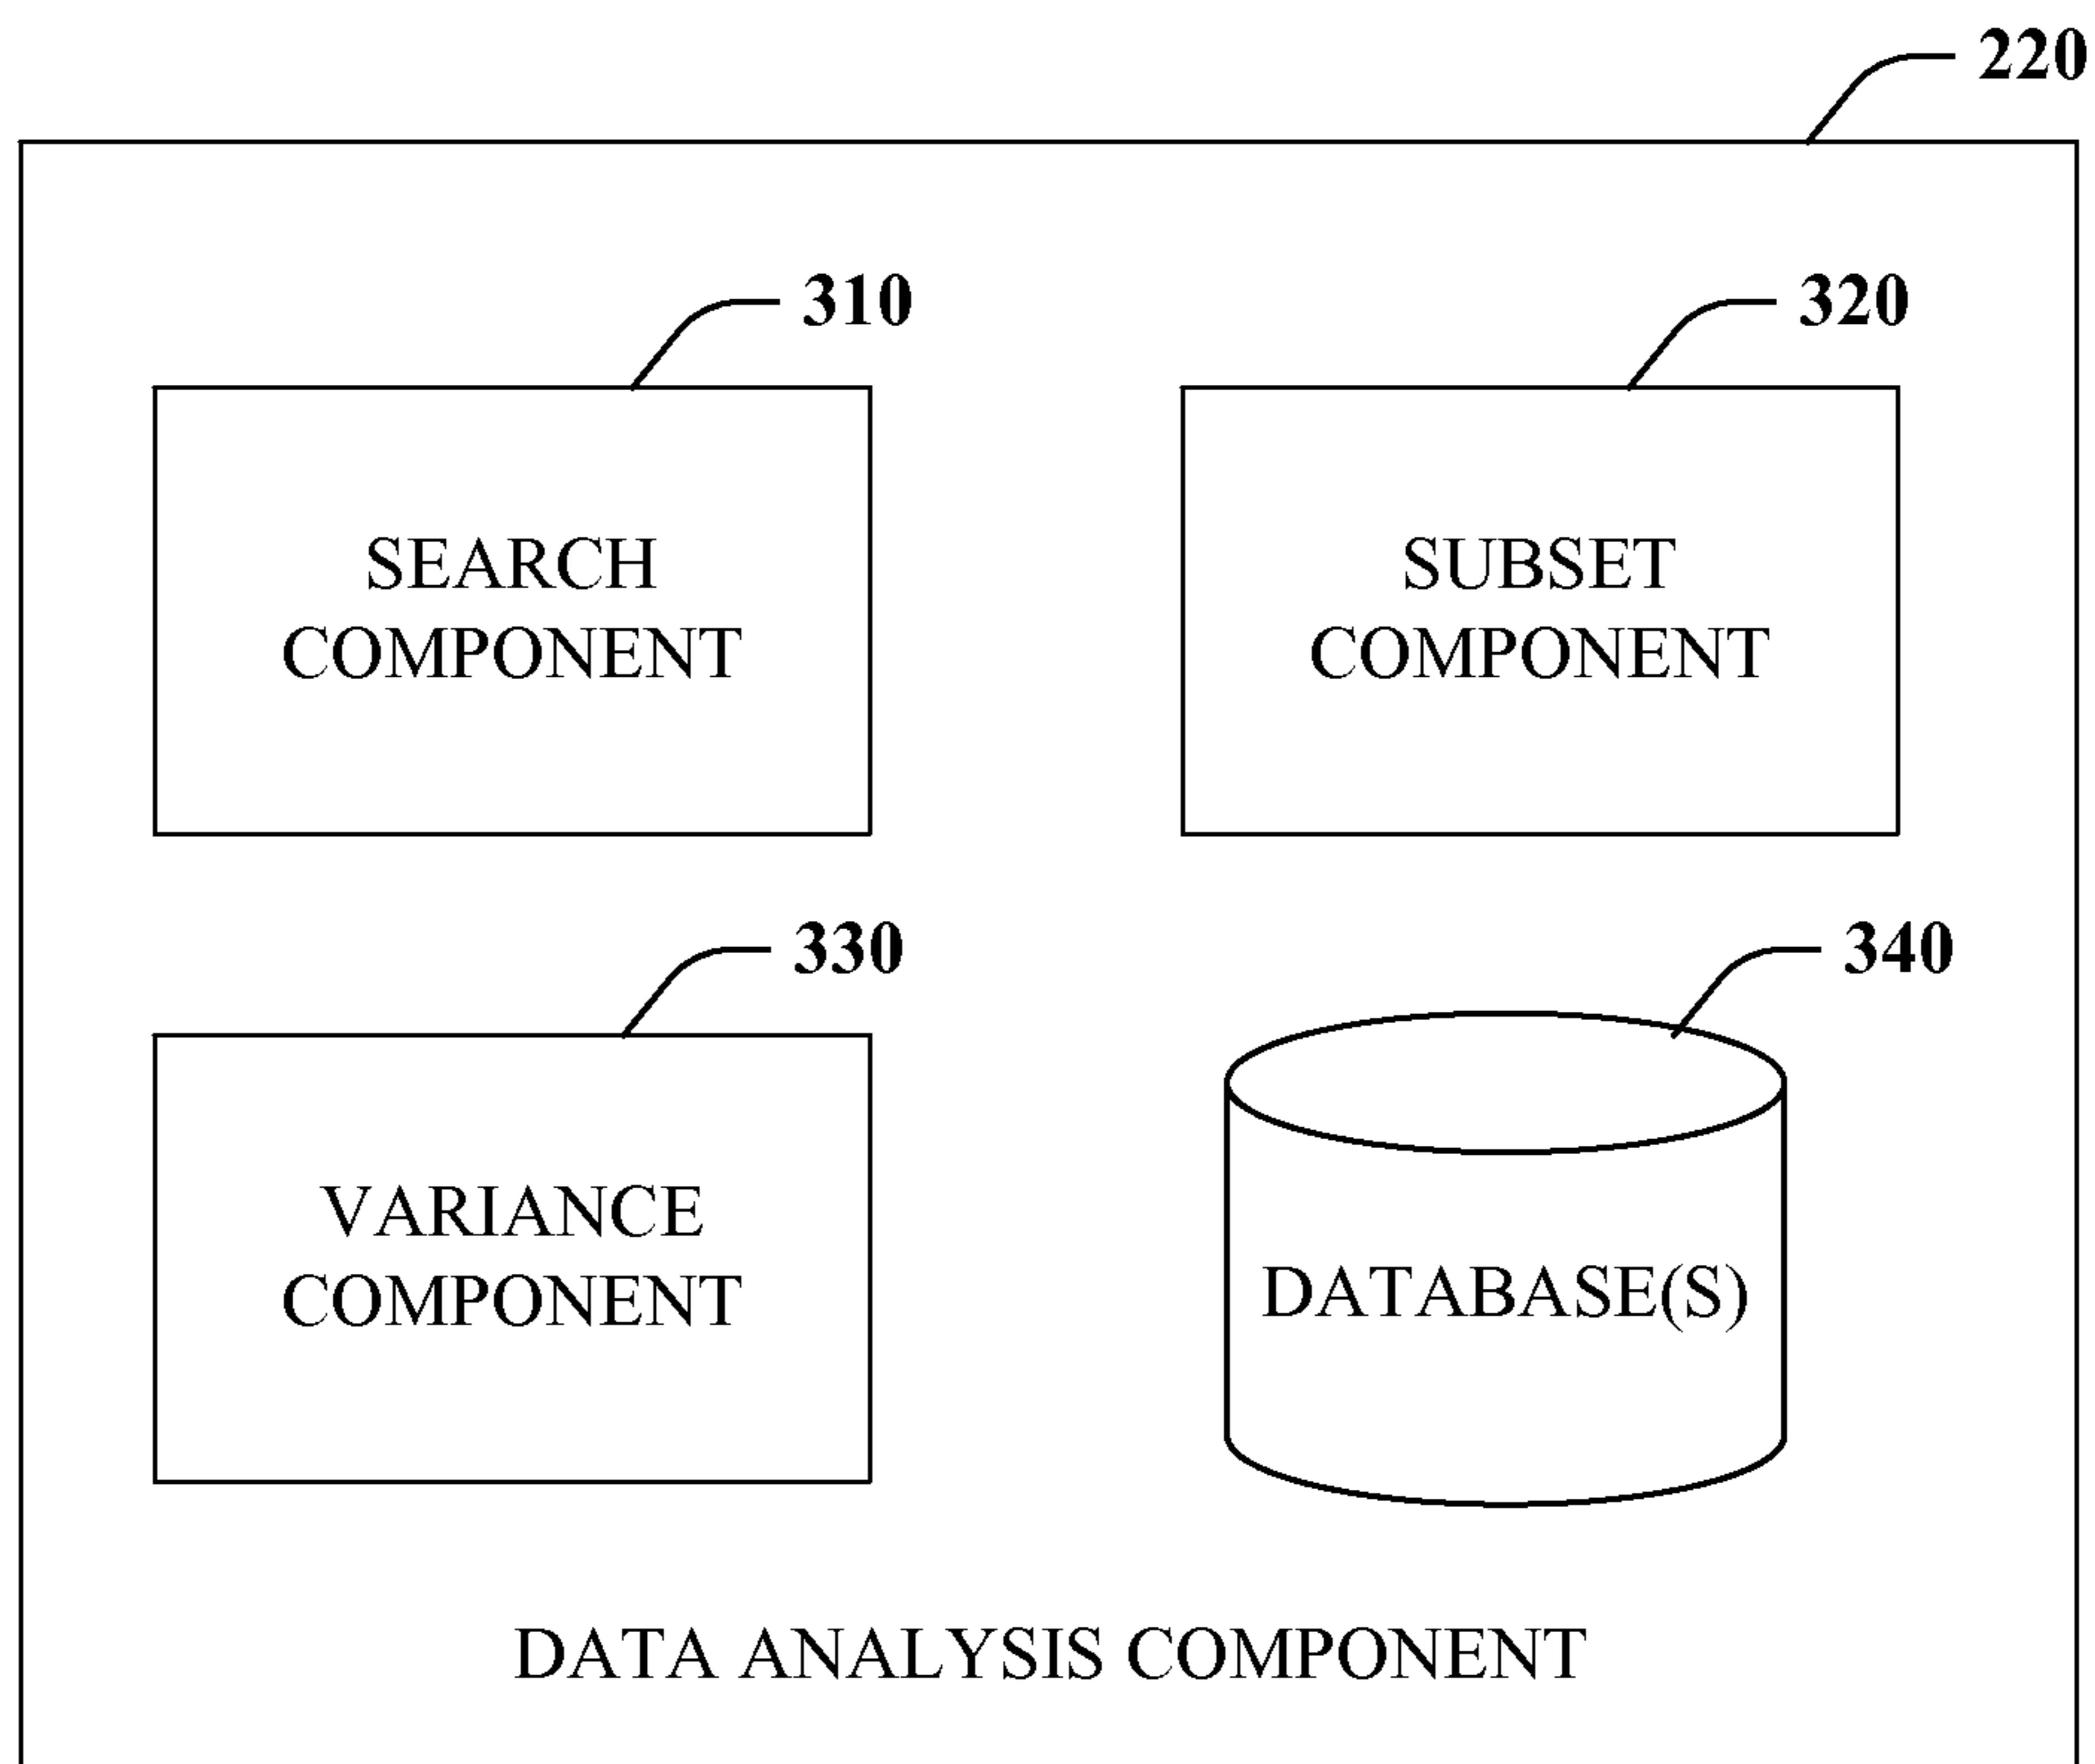 220
310
320
SEARCH
COMPONENT
SUBSET
COMPONENT
330
340
VARIANCE
COMPONENT
DATABASE(S)
DATA ANALYSIS COMPONENT